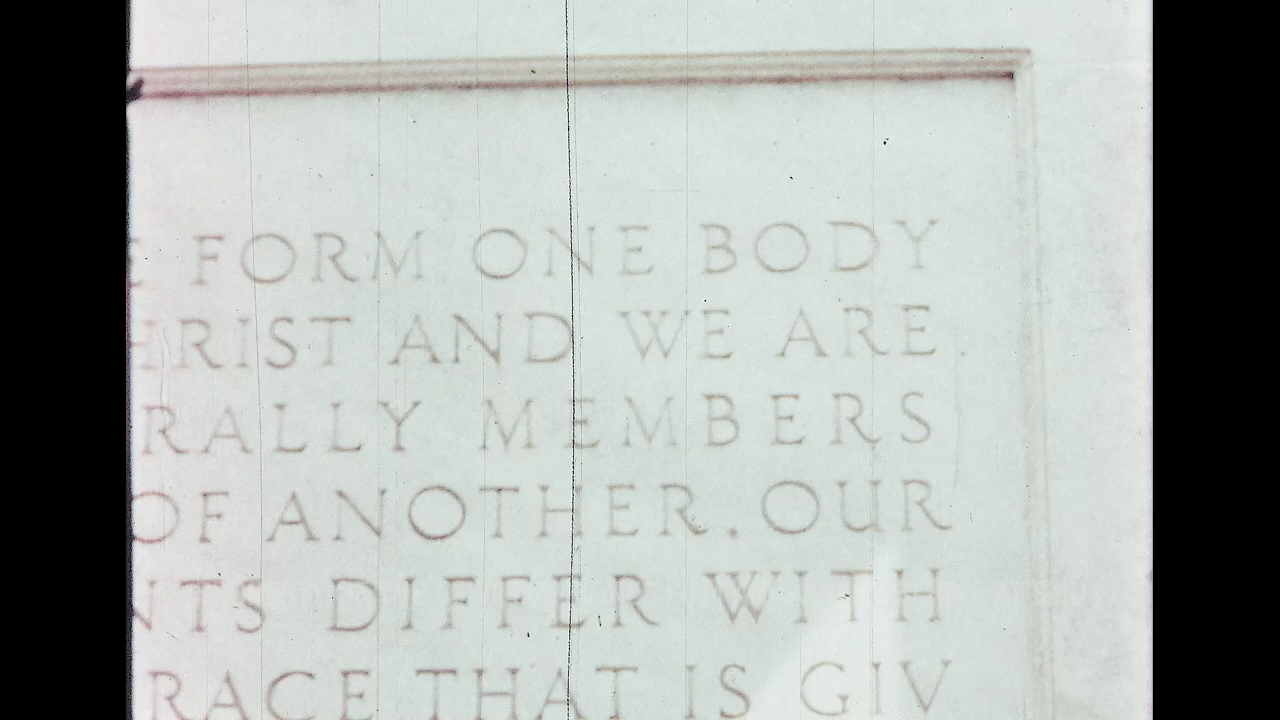 E FORM ONE BODY
HRIST AND WE ARE
RALLY MEMBERS
OF ANOTHER. OUR
NTS DIFFER WITH
RACE THAT IS GIV